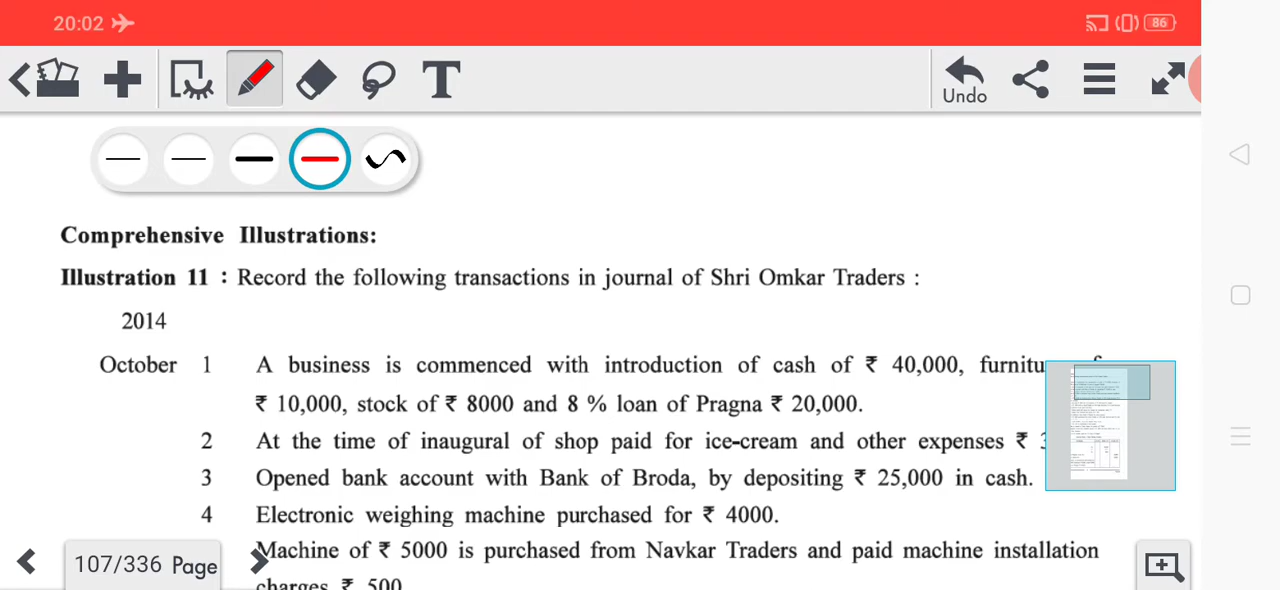 20:02
86
T
Undo
Comprehensive Illustrations:
Illustration 11 : Record the following transactions in journal of Shri Omkar Traders :
2014
October 1 A business is commenced with introduction of cash of ₹ 40,000,
₹ 10,000, stock of ₹ 8000 and 8 % loan of Pragna ₹ 20,000.
2 At the time of inaugural of shop paid for ice-cream and other expenses ₹
3 Opened bank account with Bank of Broda, by depositing ₹ 25,000 in cash.
4 Electronic weighing machine purchased for ₹ 4000.
Machine of ₹ 5000 is purchased from Navkar Traders and paid machine installation
charges ₹ 500
107/336 Page